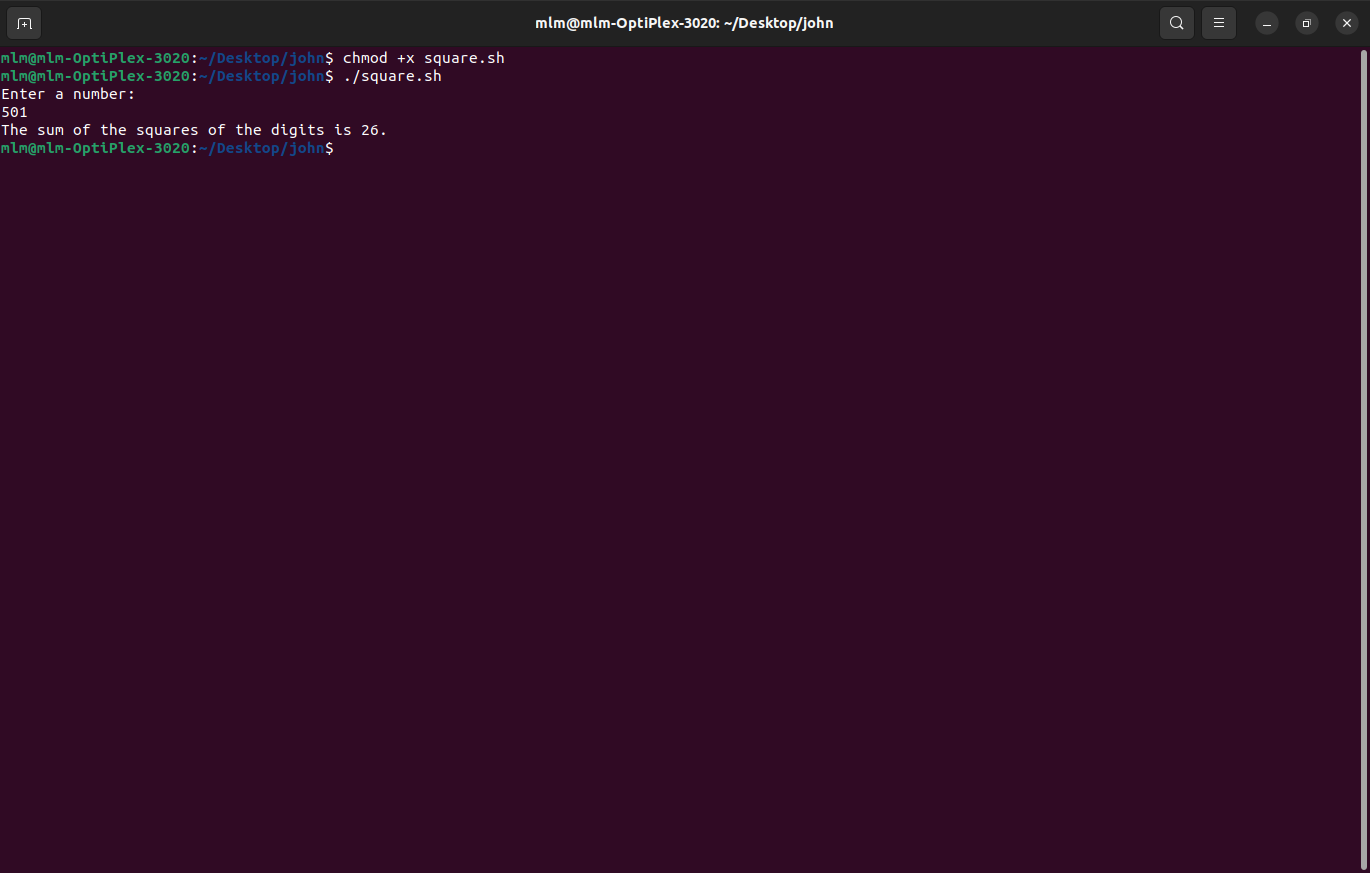 mlm@mlm-OptiPlex-3020: ~/Desktop/john
mlm@mlm-OptiPlex-3020:~/Desktop/john$ chmod +x square.sh
mlm@mlm-OptiPlex-3020:~/Desktop/john$ ./square.sh
Enter a number:
501
The sum of the squares of the digits is 26.
mlm@mlm-OptiPlex-3020:~/Desktop/john$